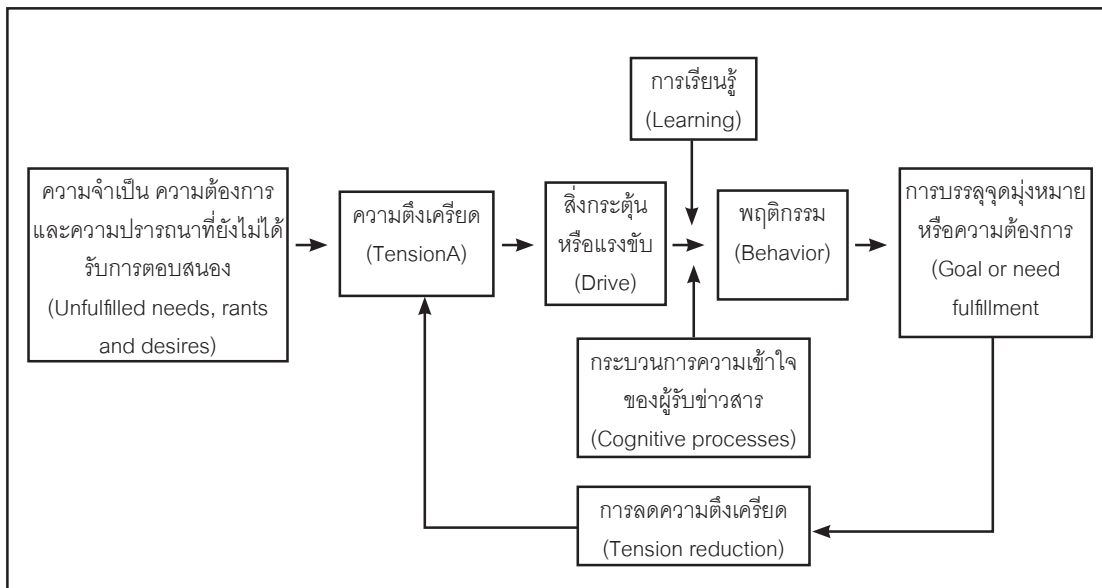 การเรียนรู้
(Learning)
ความจำเป็น ความต้องการ
และความปรารถนาที่ยังไม่ได้
รับการตอบสนอง
(Unfulfilled needs, rants
and desires)
ความตึงเครียด
(TensionA)
สิ่งกระตุ้น
หรือแรงขับ
(Drive)
พฤติกรรม
(Behavior)
การบรรลุจุดมุ่งหมาย
หรือความต้องการ
(Goal or need
fulfillment
กระบวนการความเข้าใจ
ของผู้รับข่าวสาร
(Cognitive processes)
การลดความตึงเครียด
(Tension reduction)